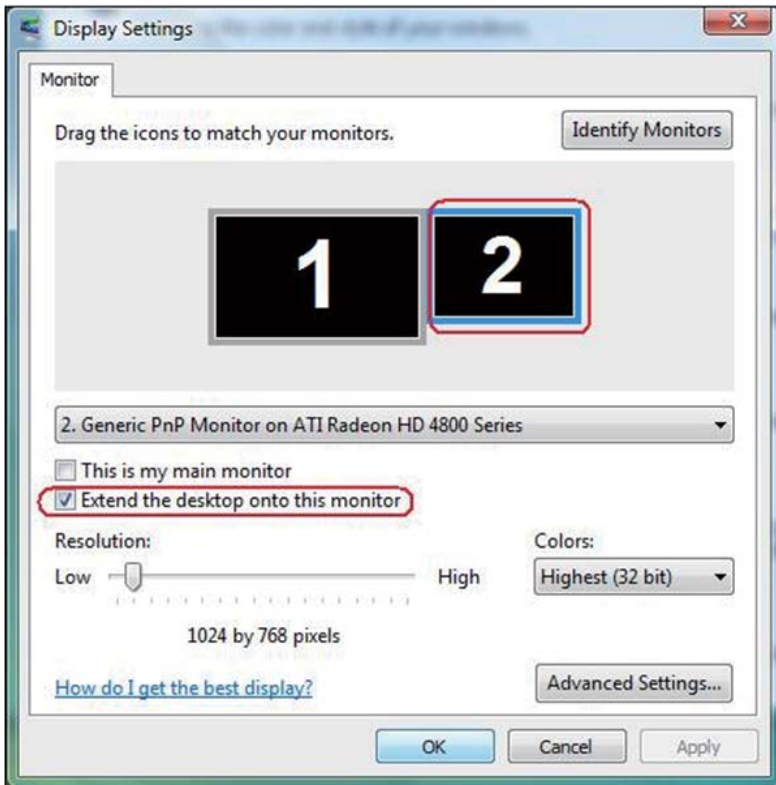 Display Settings
Monitor
Drag the icons to match your monitors.
Identify Monitors
1
2
2. Generic PnP Monitor on ATI Radeon HD 4800 Series
This is my main monitor
Extend the desktop onto this monitor
Resolution:
Colors:
Low
High
Highest (32 bit)
1024 by 768 pixels
How do I get the best display?
Advanced Settings...
OK
Cancel
Apply